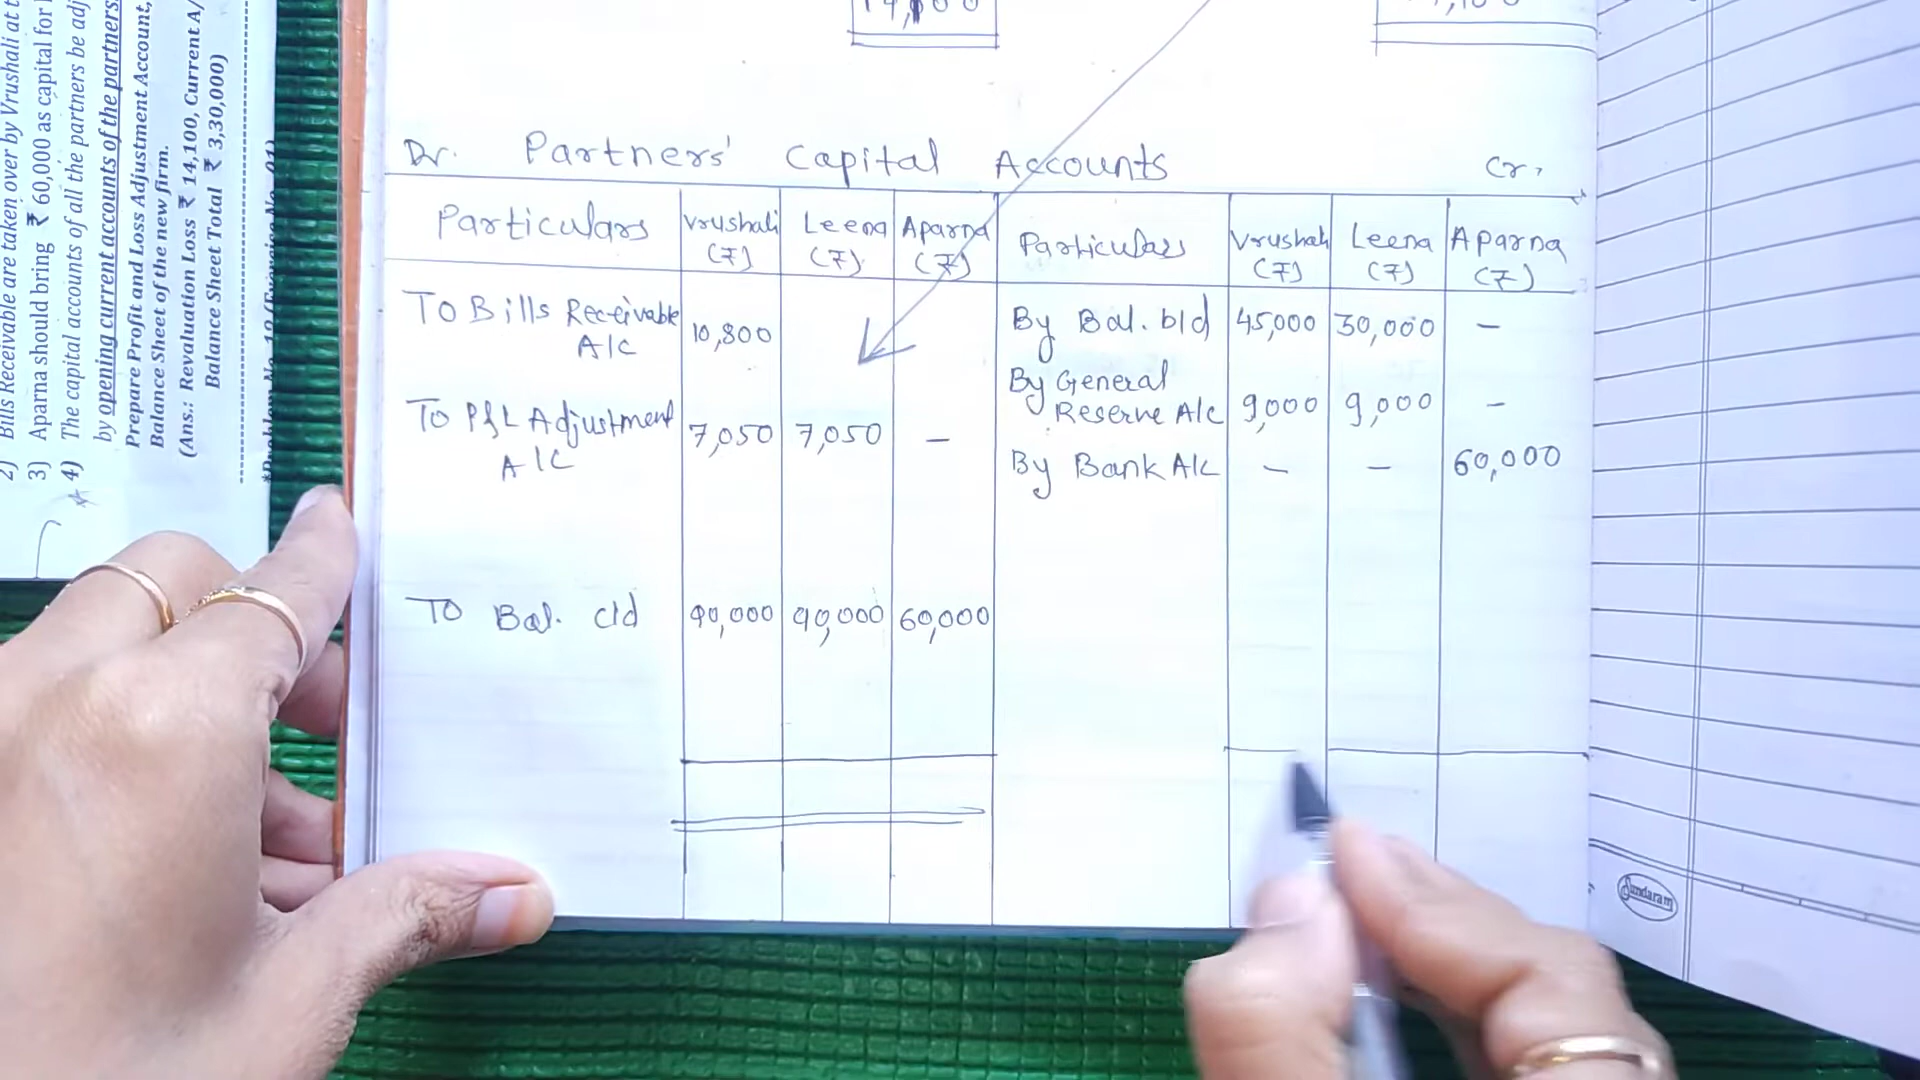 2) Bills Receivable are taken over by Vrushali at t
3) Aparna should bring ₹ 60,000 as capital for
4) The capital accounts of all the partners be adj
by opening current accounts of the partners.
Prepare Profit and Loss Adjustment Account,
Balance Sheet of the new firm.
(Ans.: Revaluation Loss ₹ 14,100, Current A/
Balance Sheet Total ₹ 3,30,000)
Dr. Partners' Capital Accounts Cr.
Particulars Vrushali (₹) Leena (₹) Aparna (₹) Particulars Vrushali (₹) Leena (₹) Aparna (₹)
To Bills Receivable A/c 10,800 By Bal. b/d 45,000 30,000 —
By General Reserve A/c 9,000 9,000 —
To P&L Adjustment A/c 7,050 7,050 — By Bank A/c — — 60,000
To Bal. c/d 90,000 90,000 60,000
Sundaram